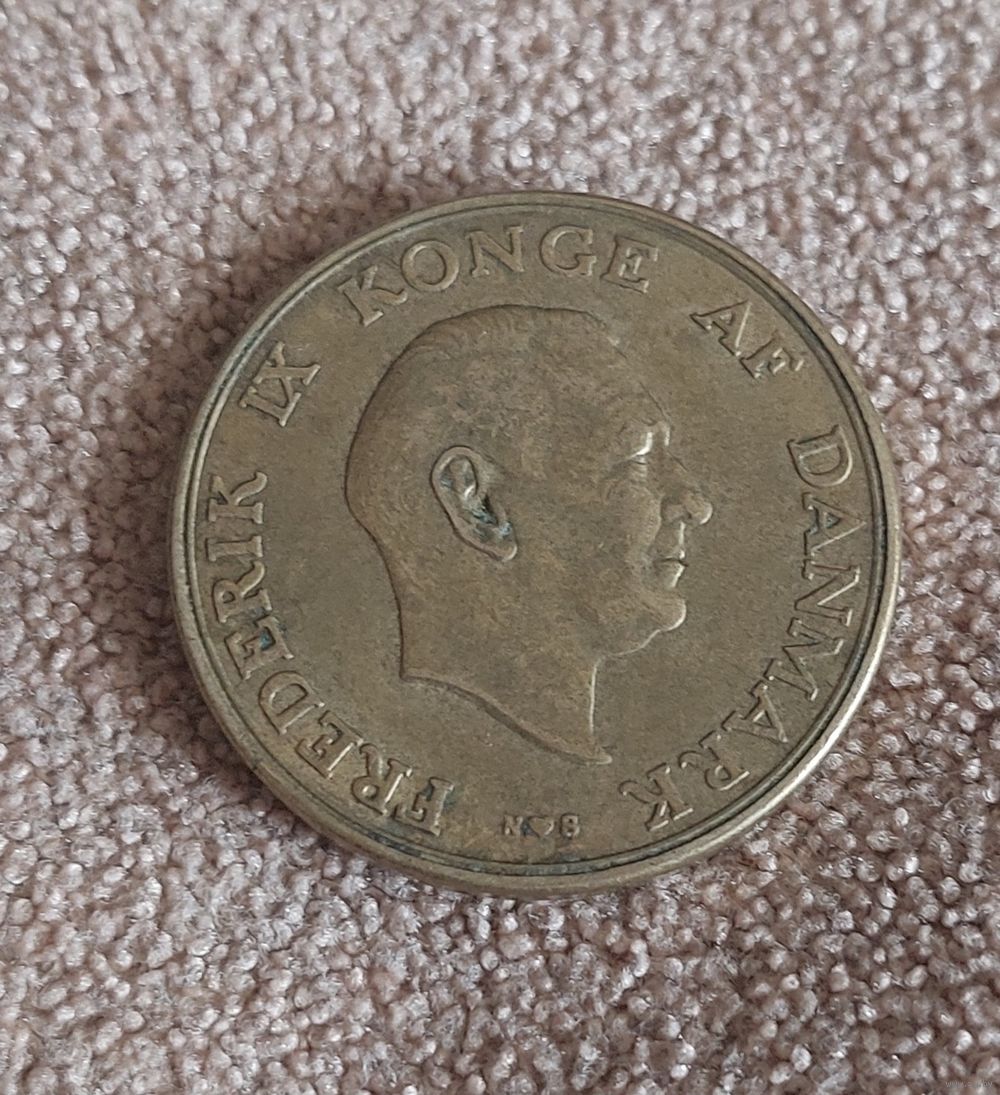 FREDERIK IX KONGE AF DANMARK
N♥S